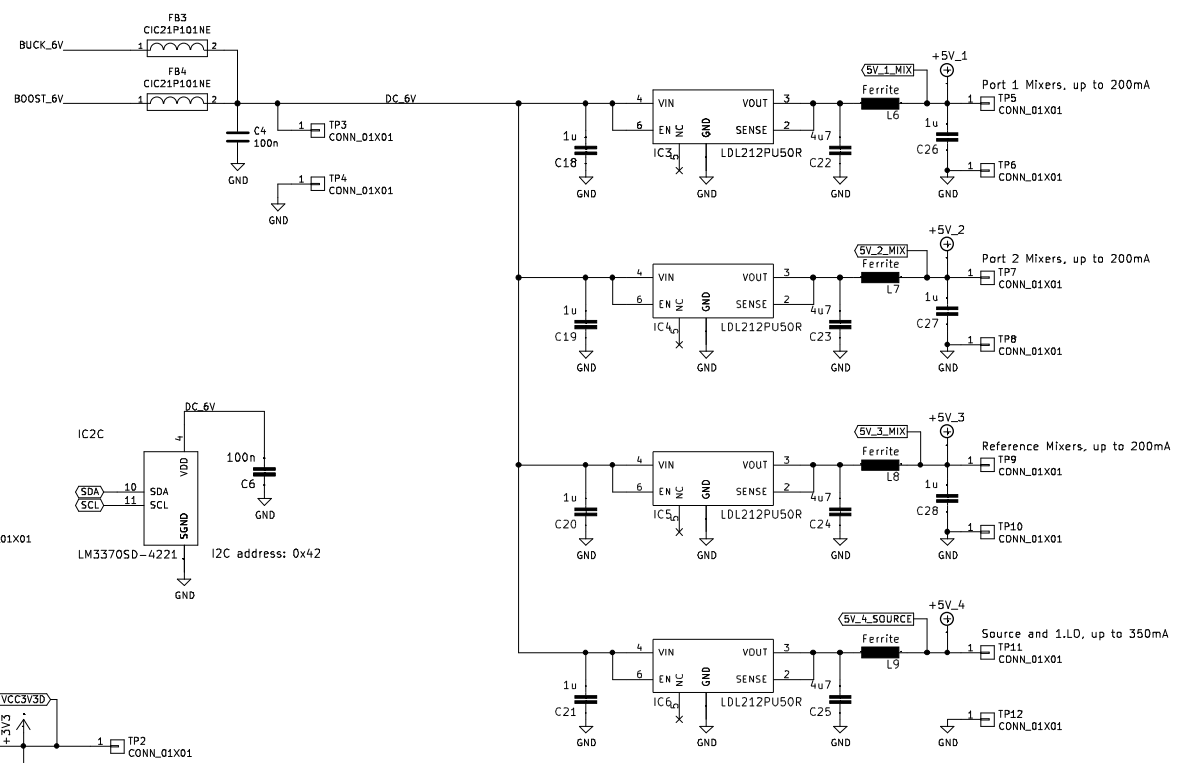 FB3
CIC21P101NE
BUCK_6V
1
2
FB4
CIC21P101NE
BOOST_6V
1
2
C4
100n
GND
1
TP3
CONN_01X01
1
TP4
CONN_01X01
GND
DC_6V
1u
C18
GND
4
VIN
6
EN
NC
GND
VOUT
3
SENSE
2
IC3
5
LDL212PU50R
GND
4u7
C22
GND
5V_1_MIX
Ferrite
L6
+5V_1
Port 1 Mixers, up to 200mA
1
TP5
CONN_01X01
1u
C26
1
TP6
CONN_01X01
GND
1u
C19
GND
4
VIN
6
EN
NC
GND
VOUT
3
SENSE
2
IC4
5
LDL212PU50R
GND
4u7
C23
GND
5V_2_MIX
Ferrite
L7
+5V_2
Port 2 Mixers, up to 200mA
1
TP7
CONN_01X01
1u
C27
1
TP8
CONN_01X01
GND
1u
C20
GND
4
VIN
6
EN
NC
GND
VOUT
3
SENSE
2
IC5
5
LDL212PU50R
GND
4u7
C24
GND
5V_3_MIX
Ferrite
L8
+5V_3
Reference Mixers, up to 200mA
1
TP9
CONN_01X01
1u
C28
1
TP10
CONN_01X01
GND
1u
C21
GND
4
VIN
6
EN
NC
GND
VOUT
3
SENSE
2
IC6
5
LDL212PU50R
GND
4u7
C25
GND
5V_4_SOURCE
Ferrite
L9
+5V_4
Source and 1.LO, up to 350mA
1
TP11
CONN_01X01
1
TP12
CONN_01X01
GND
DC_6V
IC2C
4
VDD
100n
C6
GND
SDA
10
SDA
SCL
11
SCL
SGND
LM3370SD-4221
I2C address: 0x42
GND
01X01
VCC3V3D
+3V3
1
TP2
CONN_01X01